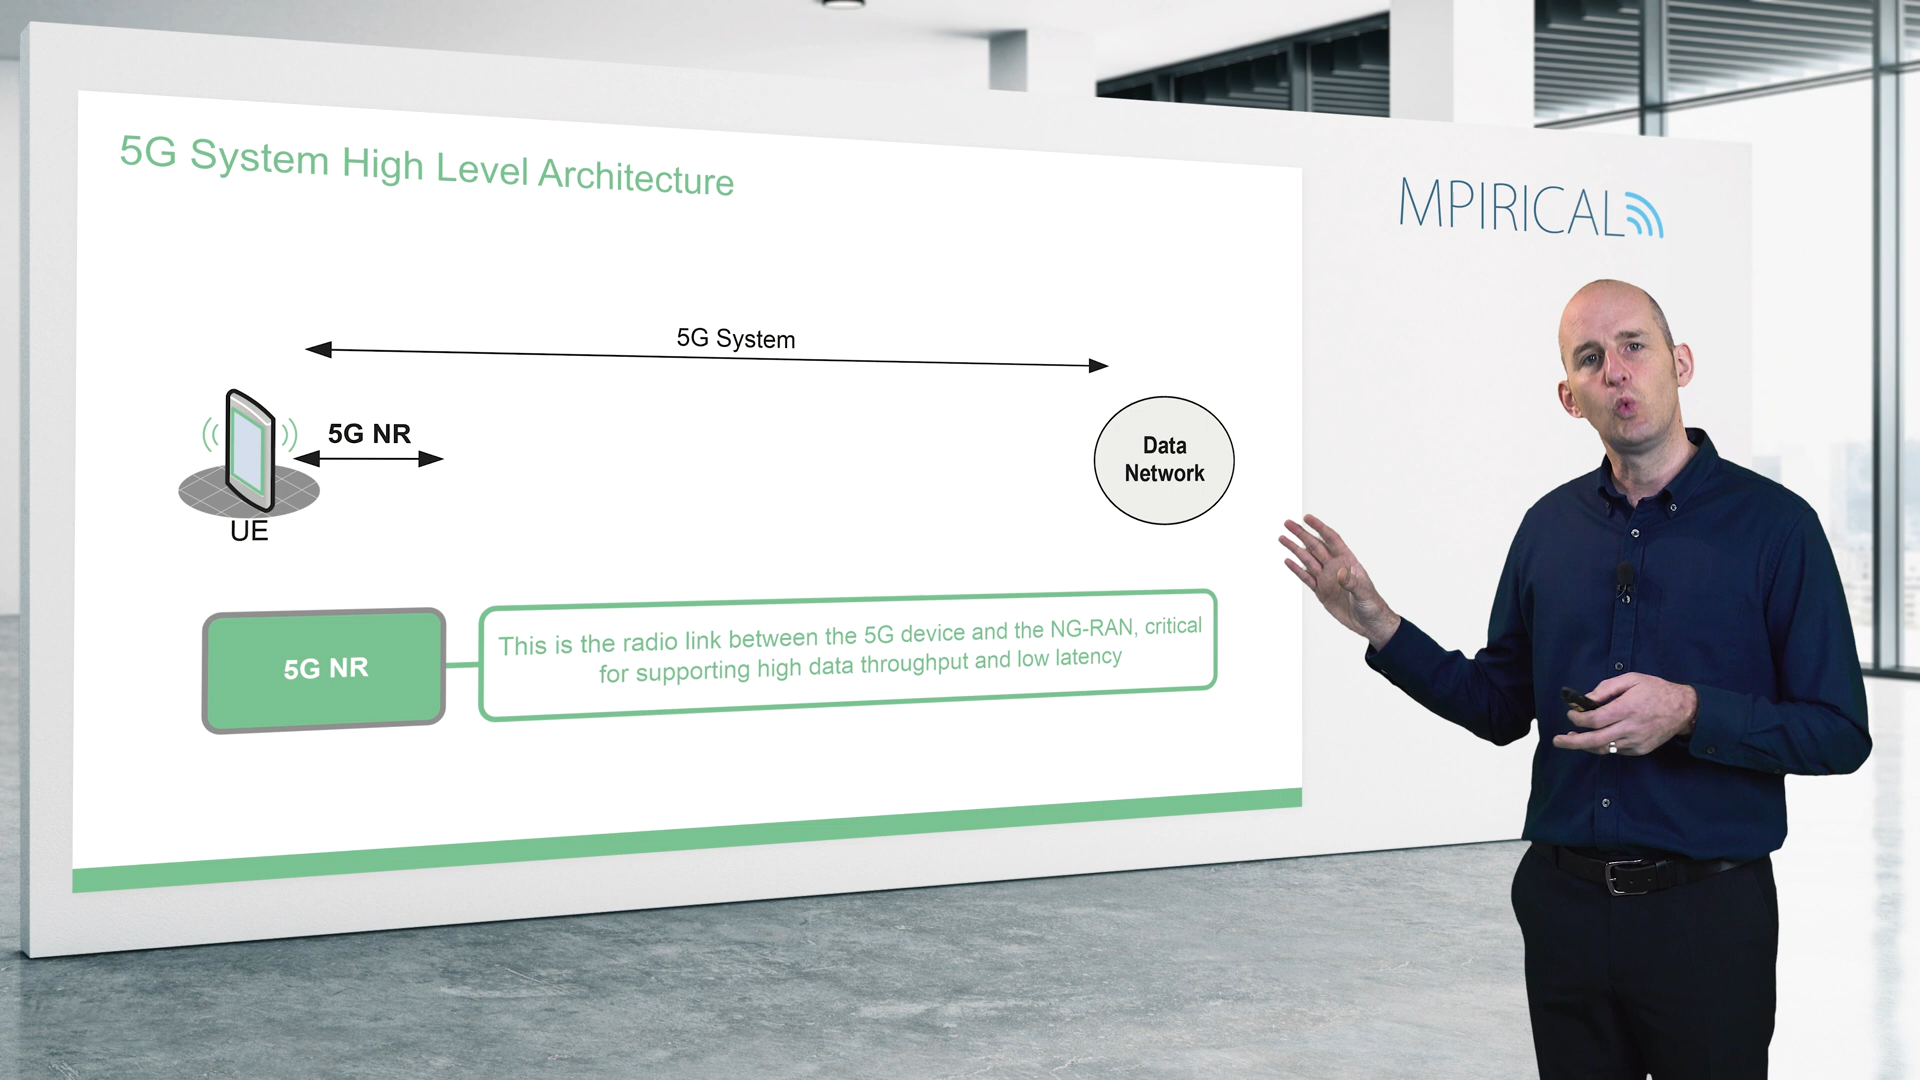 5G System High Level Architecture
MPIRICAL
5G System
5G NR
Data
Network
UE
5G NR
This is the radio link between the 5G device and the NG-RAN, critical
for supporting high data throughput and low latency